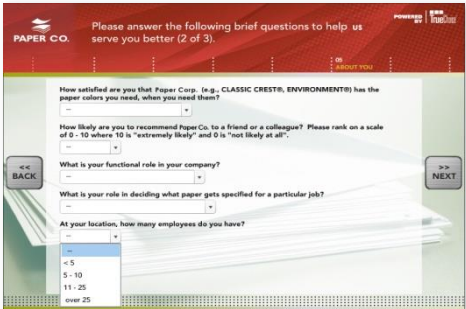 PAPER CO.
Please answer the following brief questions to help us
serve you better (2 of 3).
POWERED
BY
05
ABOUT YOU
How satisfied are you that Paper Corp. (e.g., CLASSIC CREST®, ENVIRONMENT®) has the
paper colors you need, when you need them?
--
How likely are you to recommend Paper Co. to a friend or a colleague? Please rank on a scale
of 0 - 10 where 10 is "extremely likely" and 0 is "not likely at all".
--
<<
BACK
>>
NEXT
What is your functional role in your company?
--
What is your role in deciding what paper gets specified for a particular job?
--
At your location, how many employees do you have?
--
--
< 5
5 - 10
11 - 25
over 25